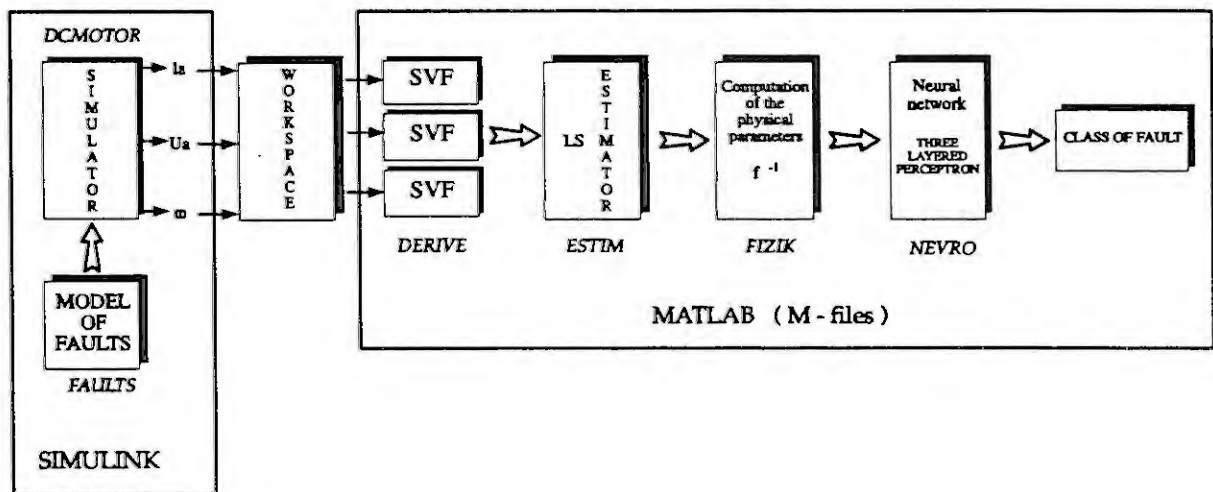 DCMOTOR
SIMULATOR
Ia
Ua
MODEL
OF
FAULTS
FAULTS
SIMULINK
WORKSPACE
SVF
SVF
SVF
DERIVE
LS
ESTIMATOR
ESTIM
Computation
of the
physical
parameters
f -1
FIZIK
Neural
network
THREE
LAYERED
PERCEPTRON
NEVRO
CLASS OF FAULT
MATLAB ( M - files )